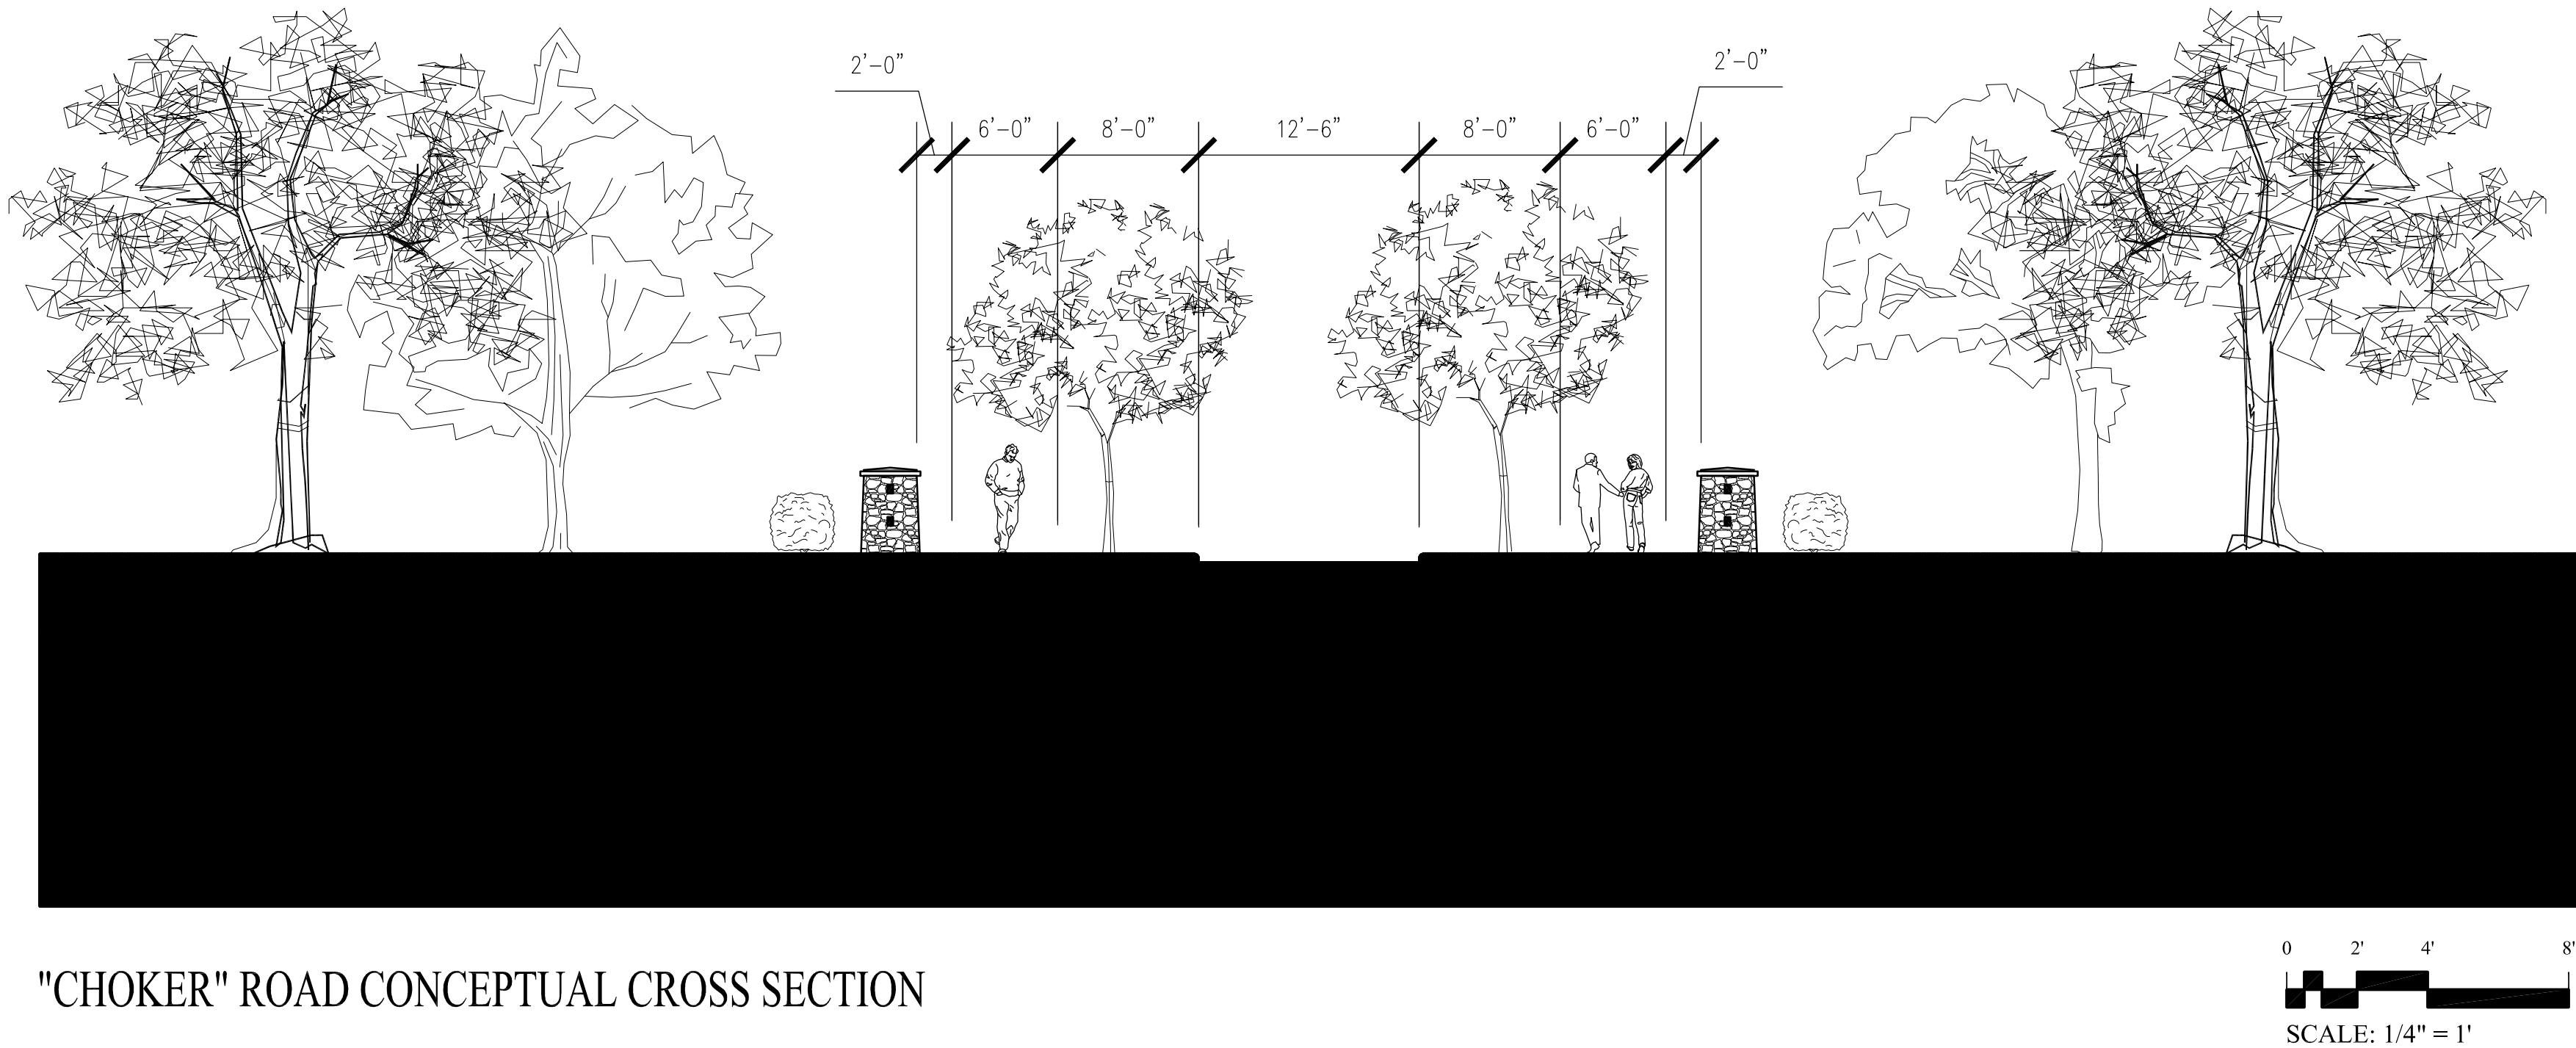 2'-0" 2'-0"
6'-0" 8'-0" 12'-6" 8'-0" 6'-0"
"CHOKER" ROAD CONCEPTUAL CROSS SECTION
0 2' 4' 8'
SCALE: 1/4" = 1'